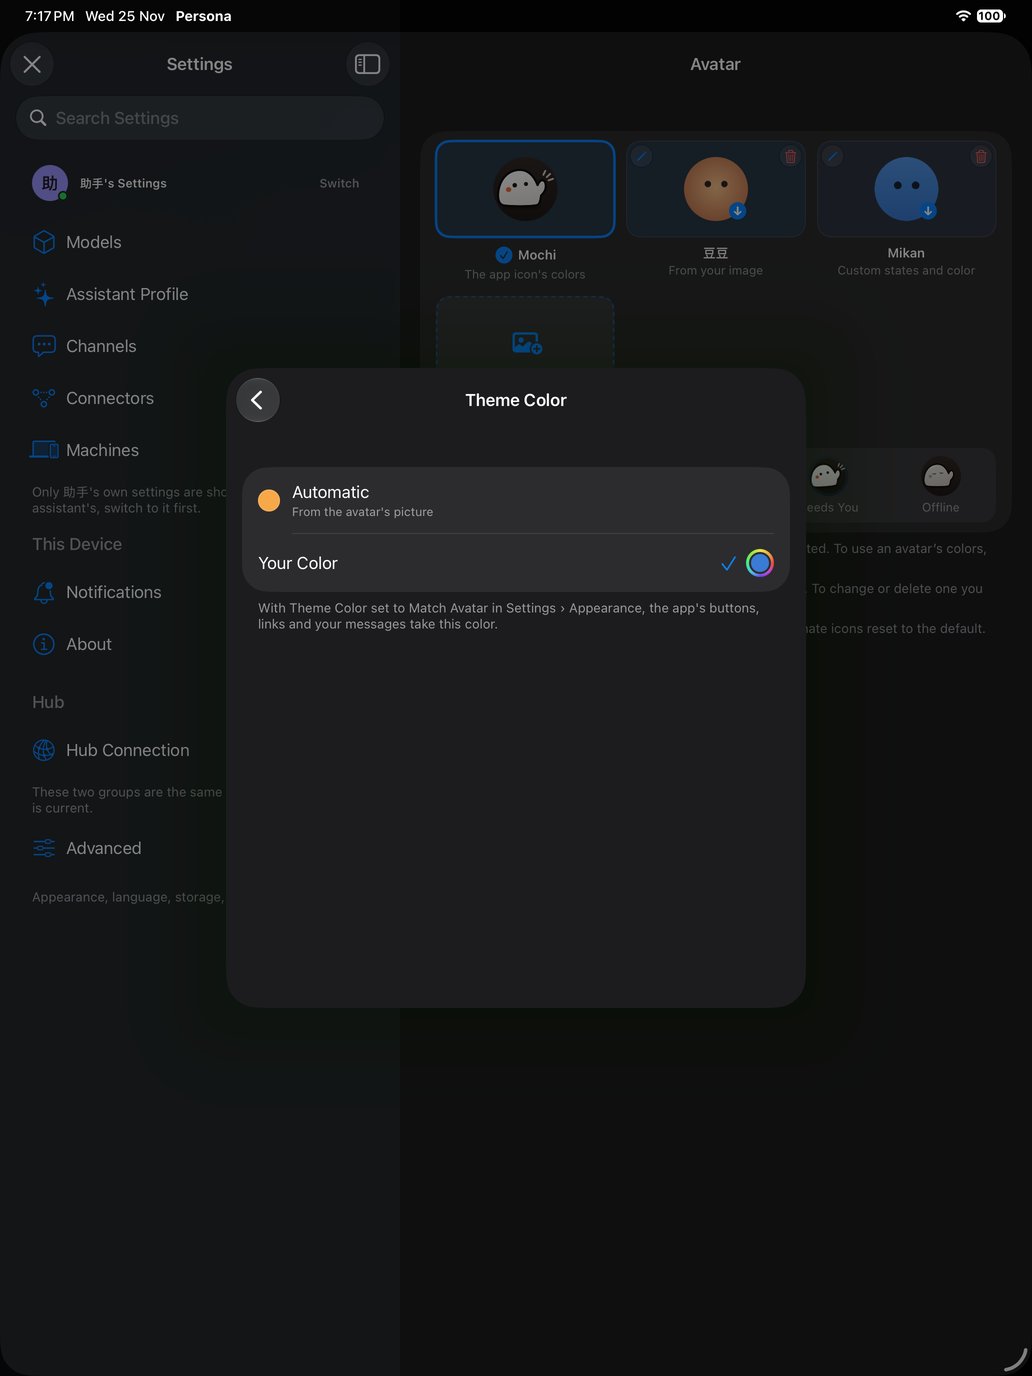 7:17 PM Wed 25 Nov Persona
100
Settings
Avatar
Search Settings
助
助手's Settings
Switch
Models
Assistant Profile
Channels
Connectors
Machines
Only 助手's own settings are
assistant's, switch to it first.
This Device
Notifications
About
Hub
Hub Connection
These two groups are the same
is current.
Advanced
Appearance, language, storage,
Mochi
The app icon's colors
豆豆
From your image
Mikan
Custom states and color
You
Offline
To use an avatar's colors,
To change or delete one you
icons reset to the default.
Theme Color
Automatic
From the avatar's picture
Your Color
With Theme Color set to Match Avatar in Settings › Appearance, the app's buttons,
links and your messages take this color.